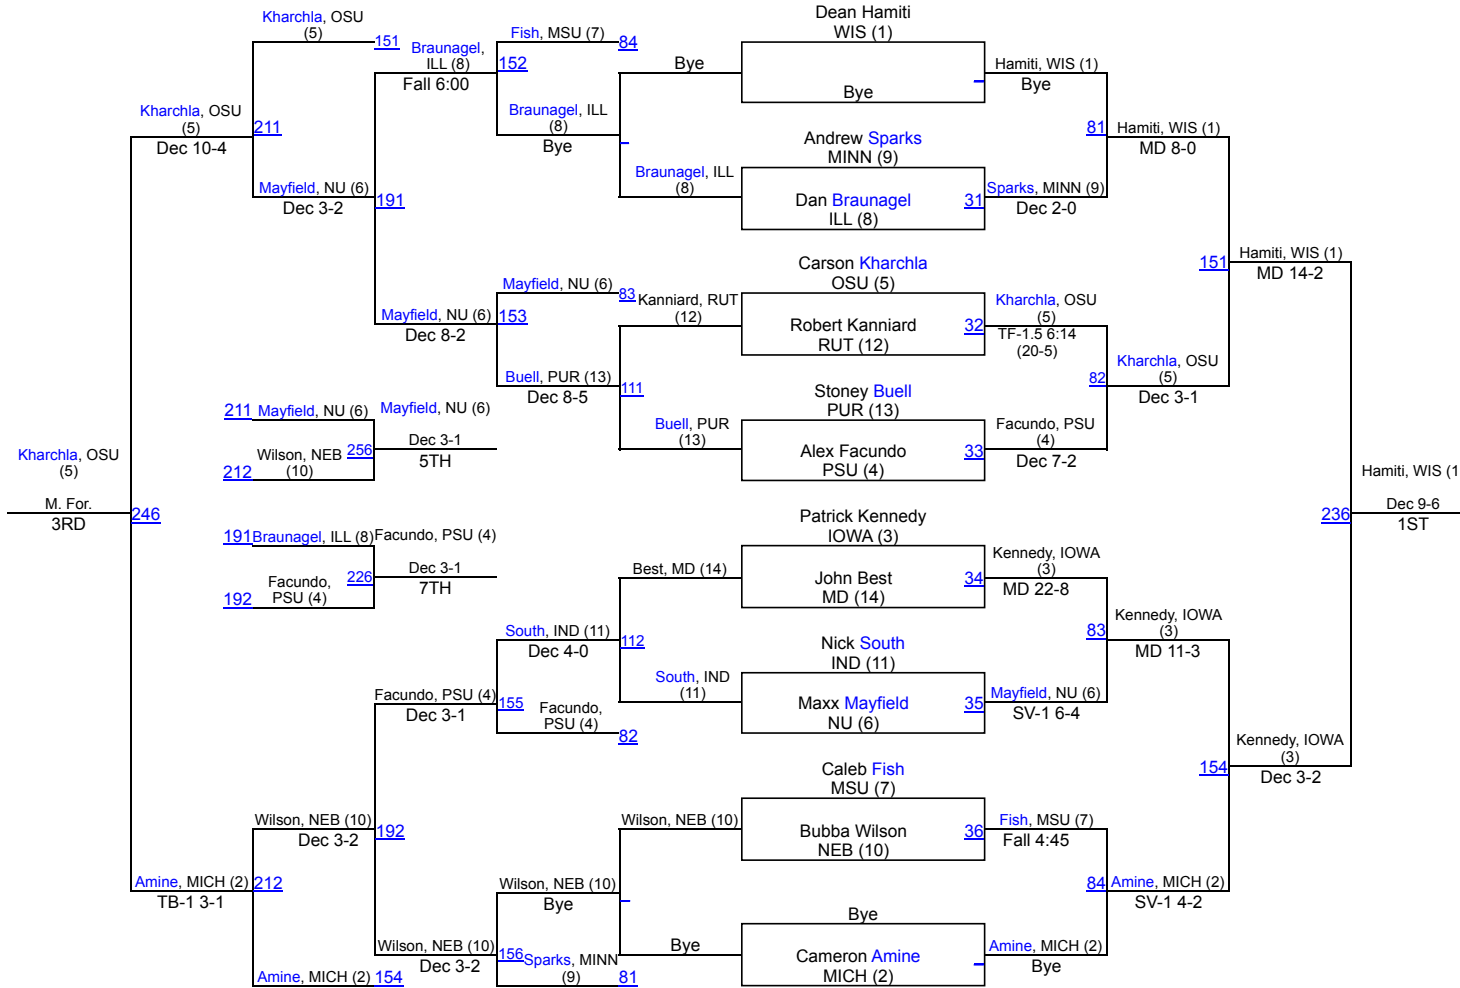 Kharchla, OSU
(5)
151
Kharchla, OSU
(5)
Dec 10-4
211
Mayfield, NU (6)
Dec 3-2
191
Braunagel,
ILL (8)
Fall 6:00
Fish, MSU (7)
84
152
Braunagel, ILL
(8)
Bye
Bye
Braunagel, ILL
(8)
Mayfield, NU (6)
Dec 8-2
Mayfield, NU (6)
83
153
Kanniard, RUT
(12)
Buell, PUR (13)
Dec 8-5
111
Buell, PUR
(13)
211
Mayfield, NU (6)
Mayfield, NU (6)
Wilson, NEB
(10)
256
212
Dec 3-1
5TH
Kharchla, OSU
(5)
M. For.
3RD
246
191
Braunagel, ILL (8)
Facundo, PSU (4)
Facundo,
PSU (4)
226
192
Dec 3-1
7TH
Best, MD (14)
South, IND (11)
Dec 4-0
112
South, IND
(11)
Facundo, PSU (4)
Dec 3-1
155
Facundo,
PSU (4)
82
Wilson, NEB (10)
Dec 3-2
192
Wilson, NEB (10)
Wilson, NEB (10)
Bye
Amine, MICH (2)
TB-1 3-1
212
Wilson, NEB (10)
Dec 3-2
156
Sparks, MINN
(9)
81
Bye
Amine, MICH (2)
154
Dean Hamiti
WIS (1)
Bye
Hamiti, WIS (1)
Bye
Andrew Sparks
MINN (9)
Dan Braunagel
ILL (8)
31
Sparks, MINN (9)
Dec 2-0
81
Hamiti, WIS (1)
MD 8-0
Carson Kharchla
OSU (5)
Robert Kanniard
RUT (12)
32
Kharchla, OSU
(5)
TF-1.5 6:14
(20-5)
82
Kharchla, OSU
(5)
Dec 3-1
Stoney Buell
PUR (13)
Alex Facundo
PSU (4)
33
Facundo, PSU
(4)
Dec 7-2
151
Hamiti, WIS (1)
MD 14-2
Patrick Kennedy
IOWA (3)
John Best
MD (14)
34
Kennedy, IOWA
(3)
MD 22-8
83
Kennedy, IOWA
(3)
MD 11-3
Nick South
IND (11)
Maxx Mayfield
NU (6)
35
Mayfield, NU (6)
SV-1 6-4
236
Hamiti, WIS (1
Dec 9-6
1ST
Caleb Fish
MSU (7)
Bubba Wilson
NEB (10)
36
Fish, MSU (7)
Fall 4:45
154
Kennedy, IOWA
(3)
Dec 3-2
84
Amine, MICH (2)
SV-1 4-2
Bye
Cameron Amine
MICH (2)
Amine, MICH (2)
Bye